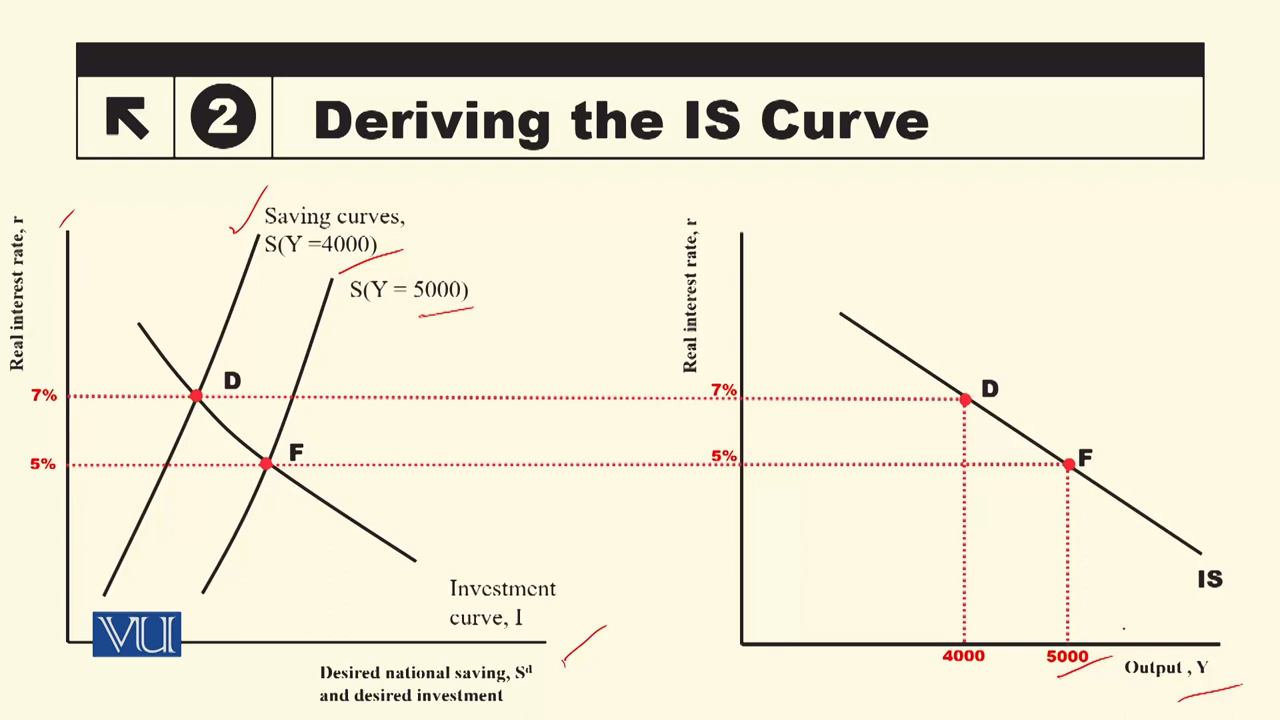 2 Deriving the IS Curve
Real interest rate, r
Saving curves,
S(Y =4000)
S(Y = 5000)
7%
D
5%
F
Investment
curve, I
VU
Desired national saving, Sᵈ
and desired investment
Real interest rate, r
7%
D
5%
F
IS
4000
5000
Output , Y